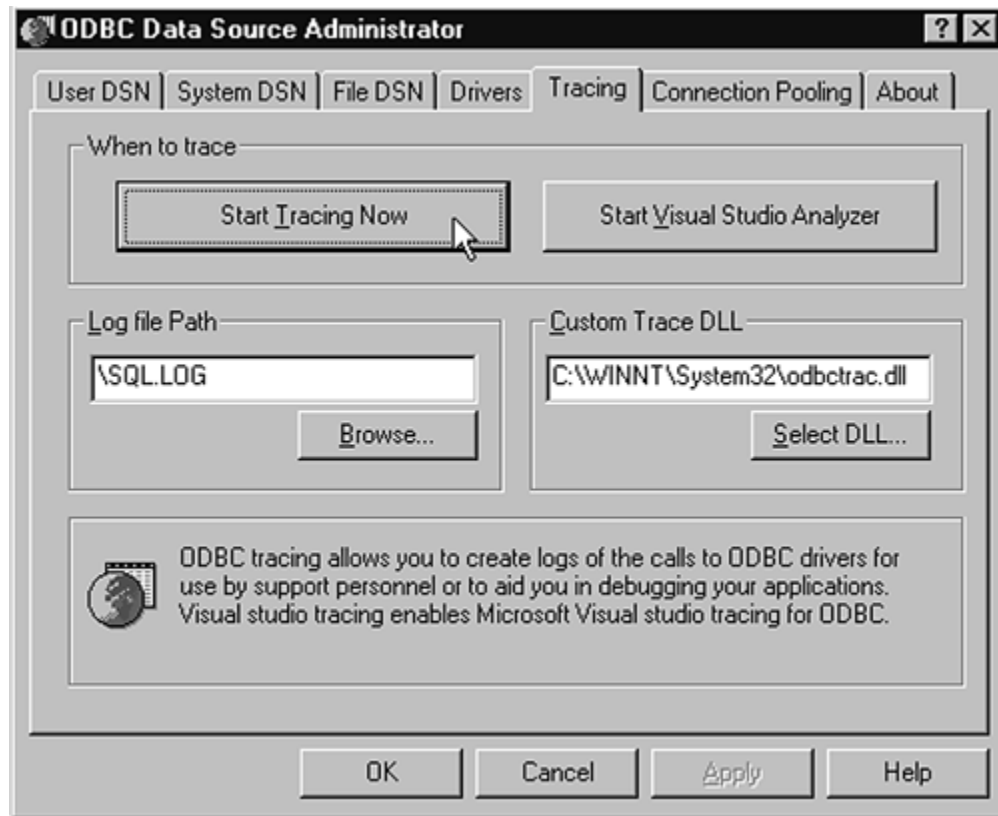 ODBC Data Source Administrator
User DSN
System DSN
File DSN
Drivers
Tracing
Connection Pooling
About
When to trace
Start Tracing Now
Start Visual Studio Analyzer
Log file Path
\SQL.LOG
Browse...
Custom Trace DLL
C:\WINNT\System32\odbctrac.dll
Select DLL...
ODBC tracing allows you to create logs of the calls to ODBC drivers for
use by support personnel or to aid you in debugging your applications.
Visual studio tracing enables Microsoft Visual studio tracing for ODBC.
OK
Cancel
Apply
Help